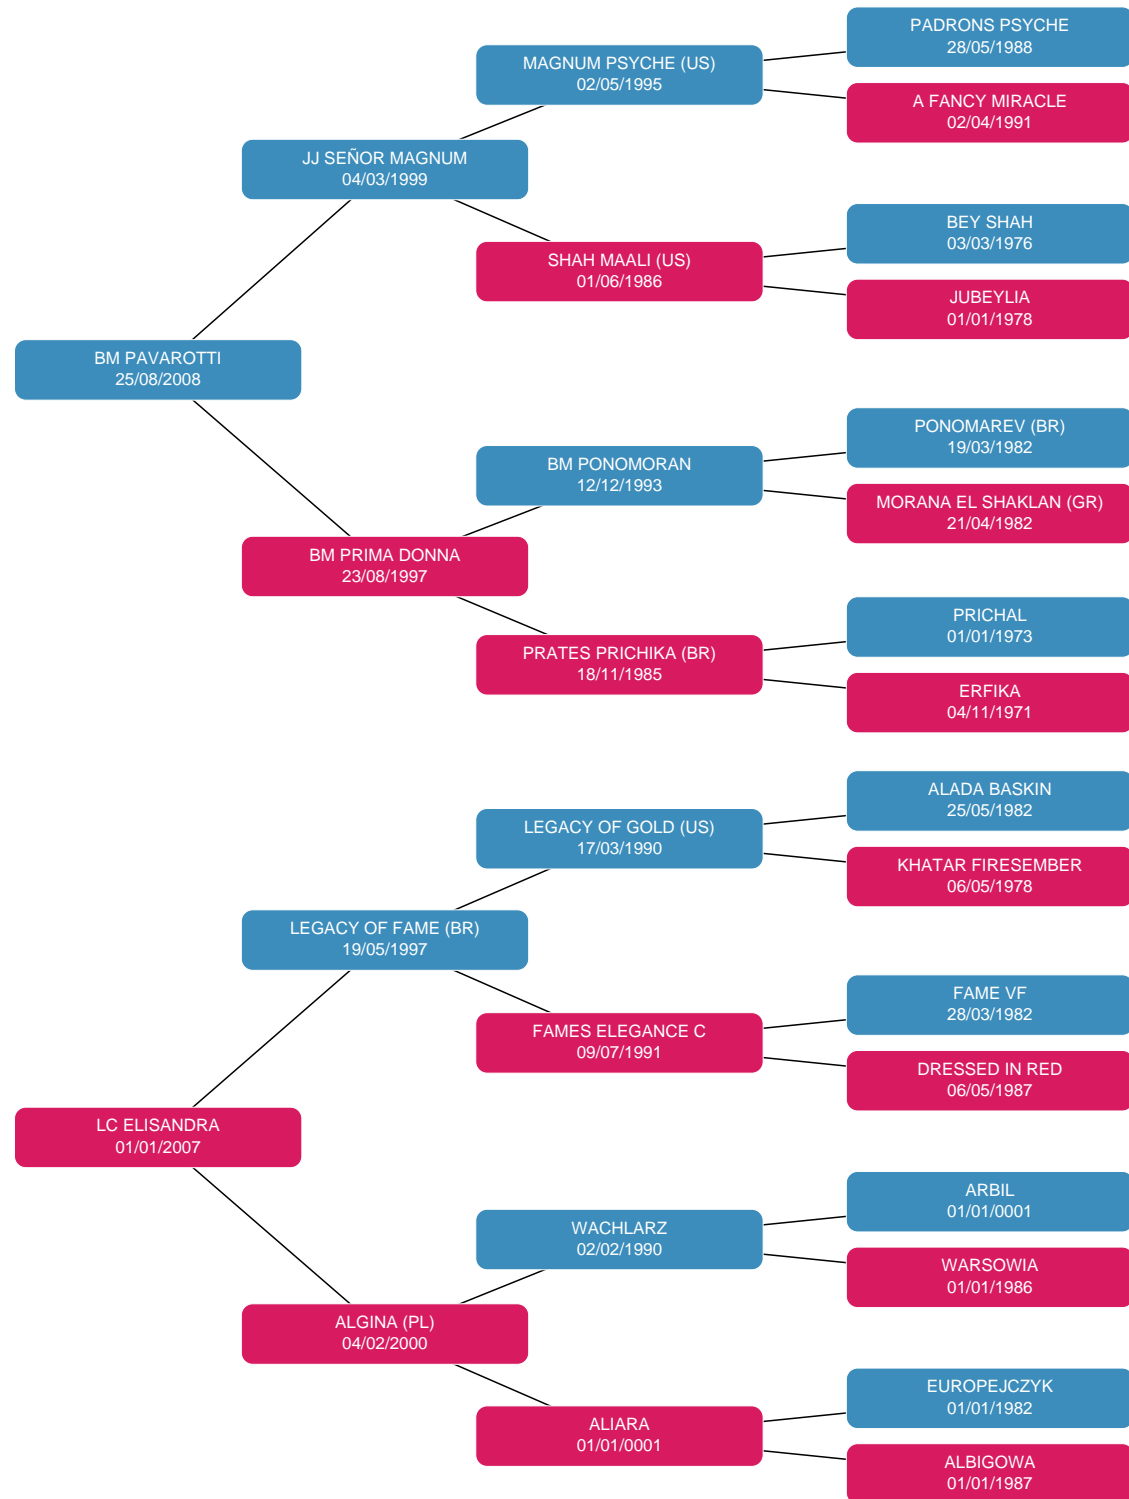 PADRONS PSYCHE
28/05/1988
MAGNUM PSYCHE (US)
02/05/1995
A FANCY MIRACLE
02/04/1991
JJ SEÑOR MAGNUM
04/03/1999
BEY SHAH
03/03/1976
SHAH MAALI (US)
01/06/1986
JUBEYLIA
01/01/1978
BM PAVAROTTI
25/08/2008
PONOMAREV (BR)
19/03/1982
BM PONOMORAN
12/12/1993
MORANA EL SHAKLAN (GR)
21/04/1982
BM PRIMA DONNA
23/08/1997
PRICHAL
01/01/1973
PRATES PRICHIKA (BR)
18/11/1985
ERFIKA
04/11/1971
ALADA BASKIN
25/05/1982
LEGACY OF GOLD (US)
17/03/1990
KHATAR FIRESEMBER
06/05/1978
LEGACY OF FAME (BR)
19/05/1997
FAME VF
28/03/1982
FAMES ELEGANCE C
09/07/1991
DRESSED IN RED
06/05/1987
LC ELISANDRA
01/01/2007
ARBIL
01/01/0001
WACHLARZ
02/02/1990
WARSOWIA
01/01/1986
ALGINA (PL)
04/02/2000
EUROPEJCZYK
01/01/1982
ALIARA
01/01/0001
ALBIGOWA
01/01/1987